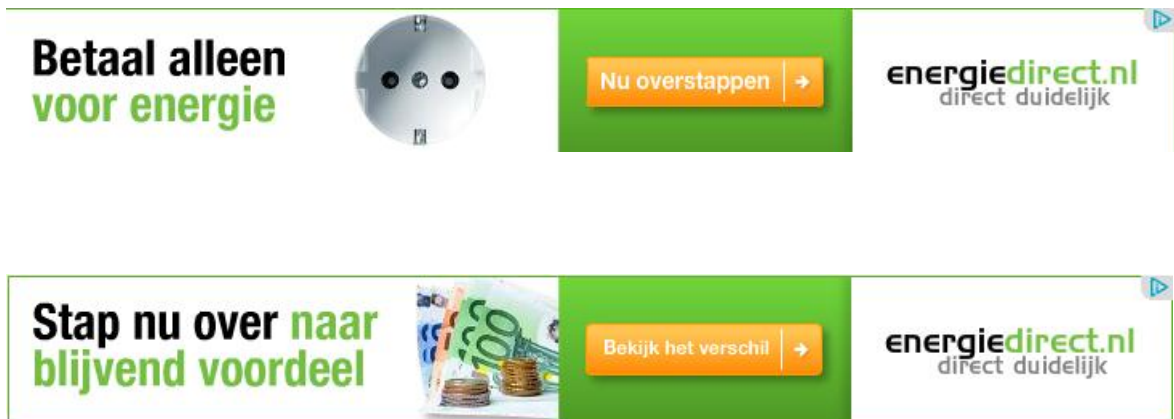 Betaal alleen
voor energie
Nu overstappen
energiedirect.nl
direct duidelijk
Stap nu over naar
blijvend voordeel
100
Bekijk het verschil
energiedirect.nl
direct duidelijk